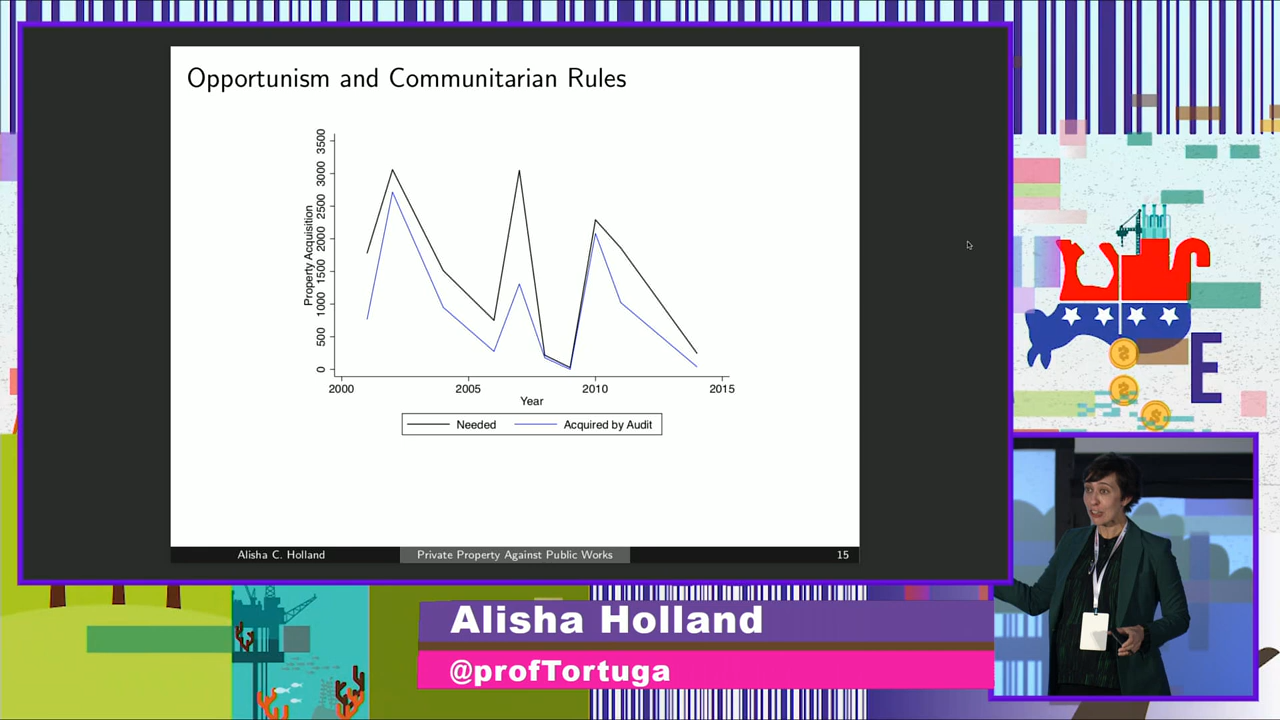 Opportunism and Communitarian Rules
Property Acquisition
3500
3000
2500
2000
1500
1000
500
0
2000
2005
2010
2015
Year
Needed
Acquired by Audit
Alisha C. Holland
Private Property Against Public Works
15
E
Alisha Holland
@profTortuga